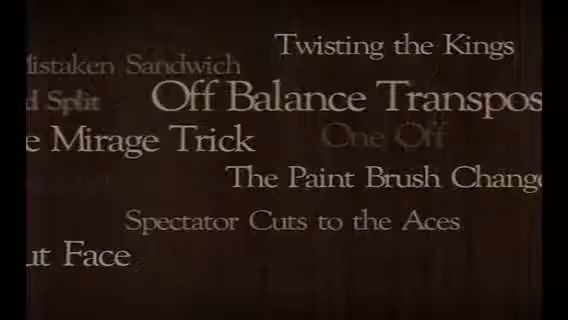 Twisting the Kings
Mistaken Sandwich
Off Balance Transpos
d Split
e Mirage Trick
One Off
The Paint Brush Change
Spectator Cuts to the Aces
ut Face